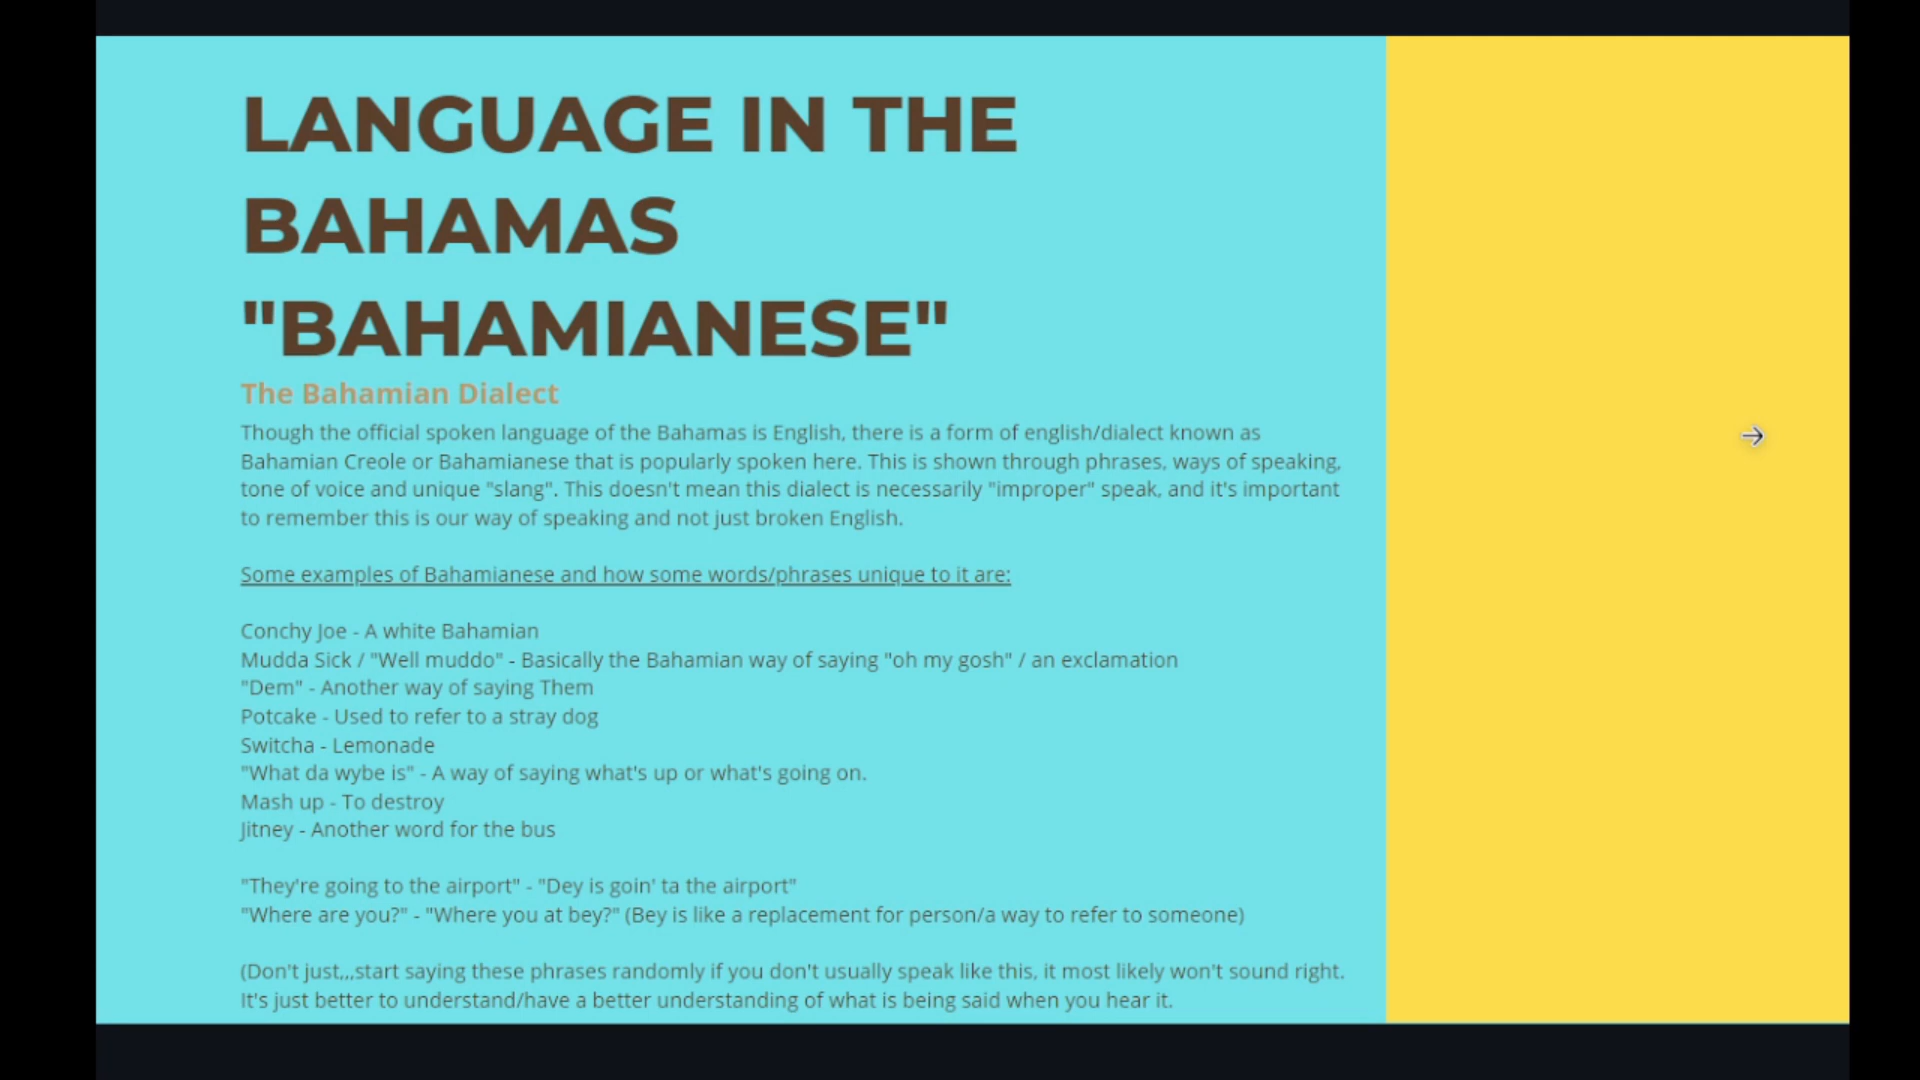 LANGUAGE IN THE
BAHAMAS
"BAHAMIANESE"
The Bahamian Dialect
Though the official spoken language of the Bahamas is English, there is a form of english/dialect known as
Bahamian Creole or Bahamianese that is popularly spoken here. This is shown through phrases, ways of speaking,
tone of voice and unique "slang". This doesn't mean this dialect is necessarily "improper" speak, and it's important
to remember this is our way of speaking and not just broken English.
Some examples of Bahamianese and how some words/phrases unique to it are:
Conchy Joe - A white Bahamian
Mudda Sick / "Well muddo" - Basically the Bahamian way of saying "oh my gosh" / an exclamation
"Dem" - Another way of saying Them
Potcake - Used to refer to a stray dog
Switcha - Lemonade
"What da wybe is" - A way of saying what's up or what's going on.
Mash up - To destroy
Jitney - Another word for the bus
"They're going to the airport" - "Dey is goin' ta the airport"
"Where are you?" - "Where you at bey?" (Bey is like a replacement for person/a way to refer to someone)
(Don't just,,,start saying these phrases randomly if you don't usually speak like this, it most likely won't sound right.
It's just better to understand/have a better understanding of what is being said when you hear it.